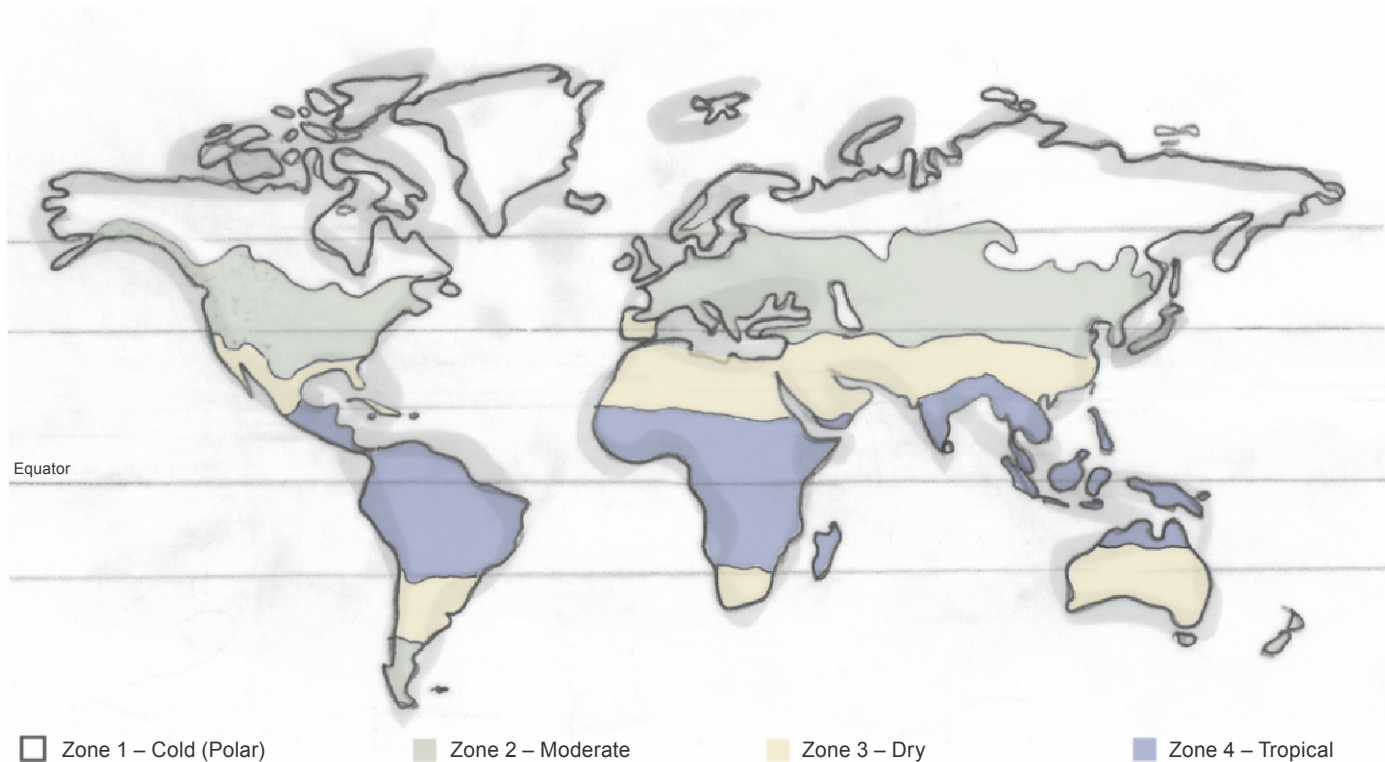 Equator
Zone 1 – Cold (Polar)
Zone 2 – Moderate
Zone 3 – Dry
Zone 4 – Tropical